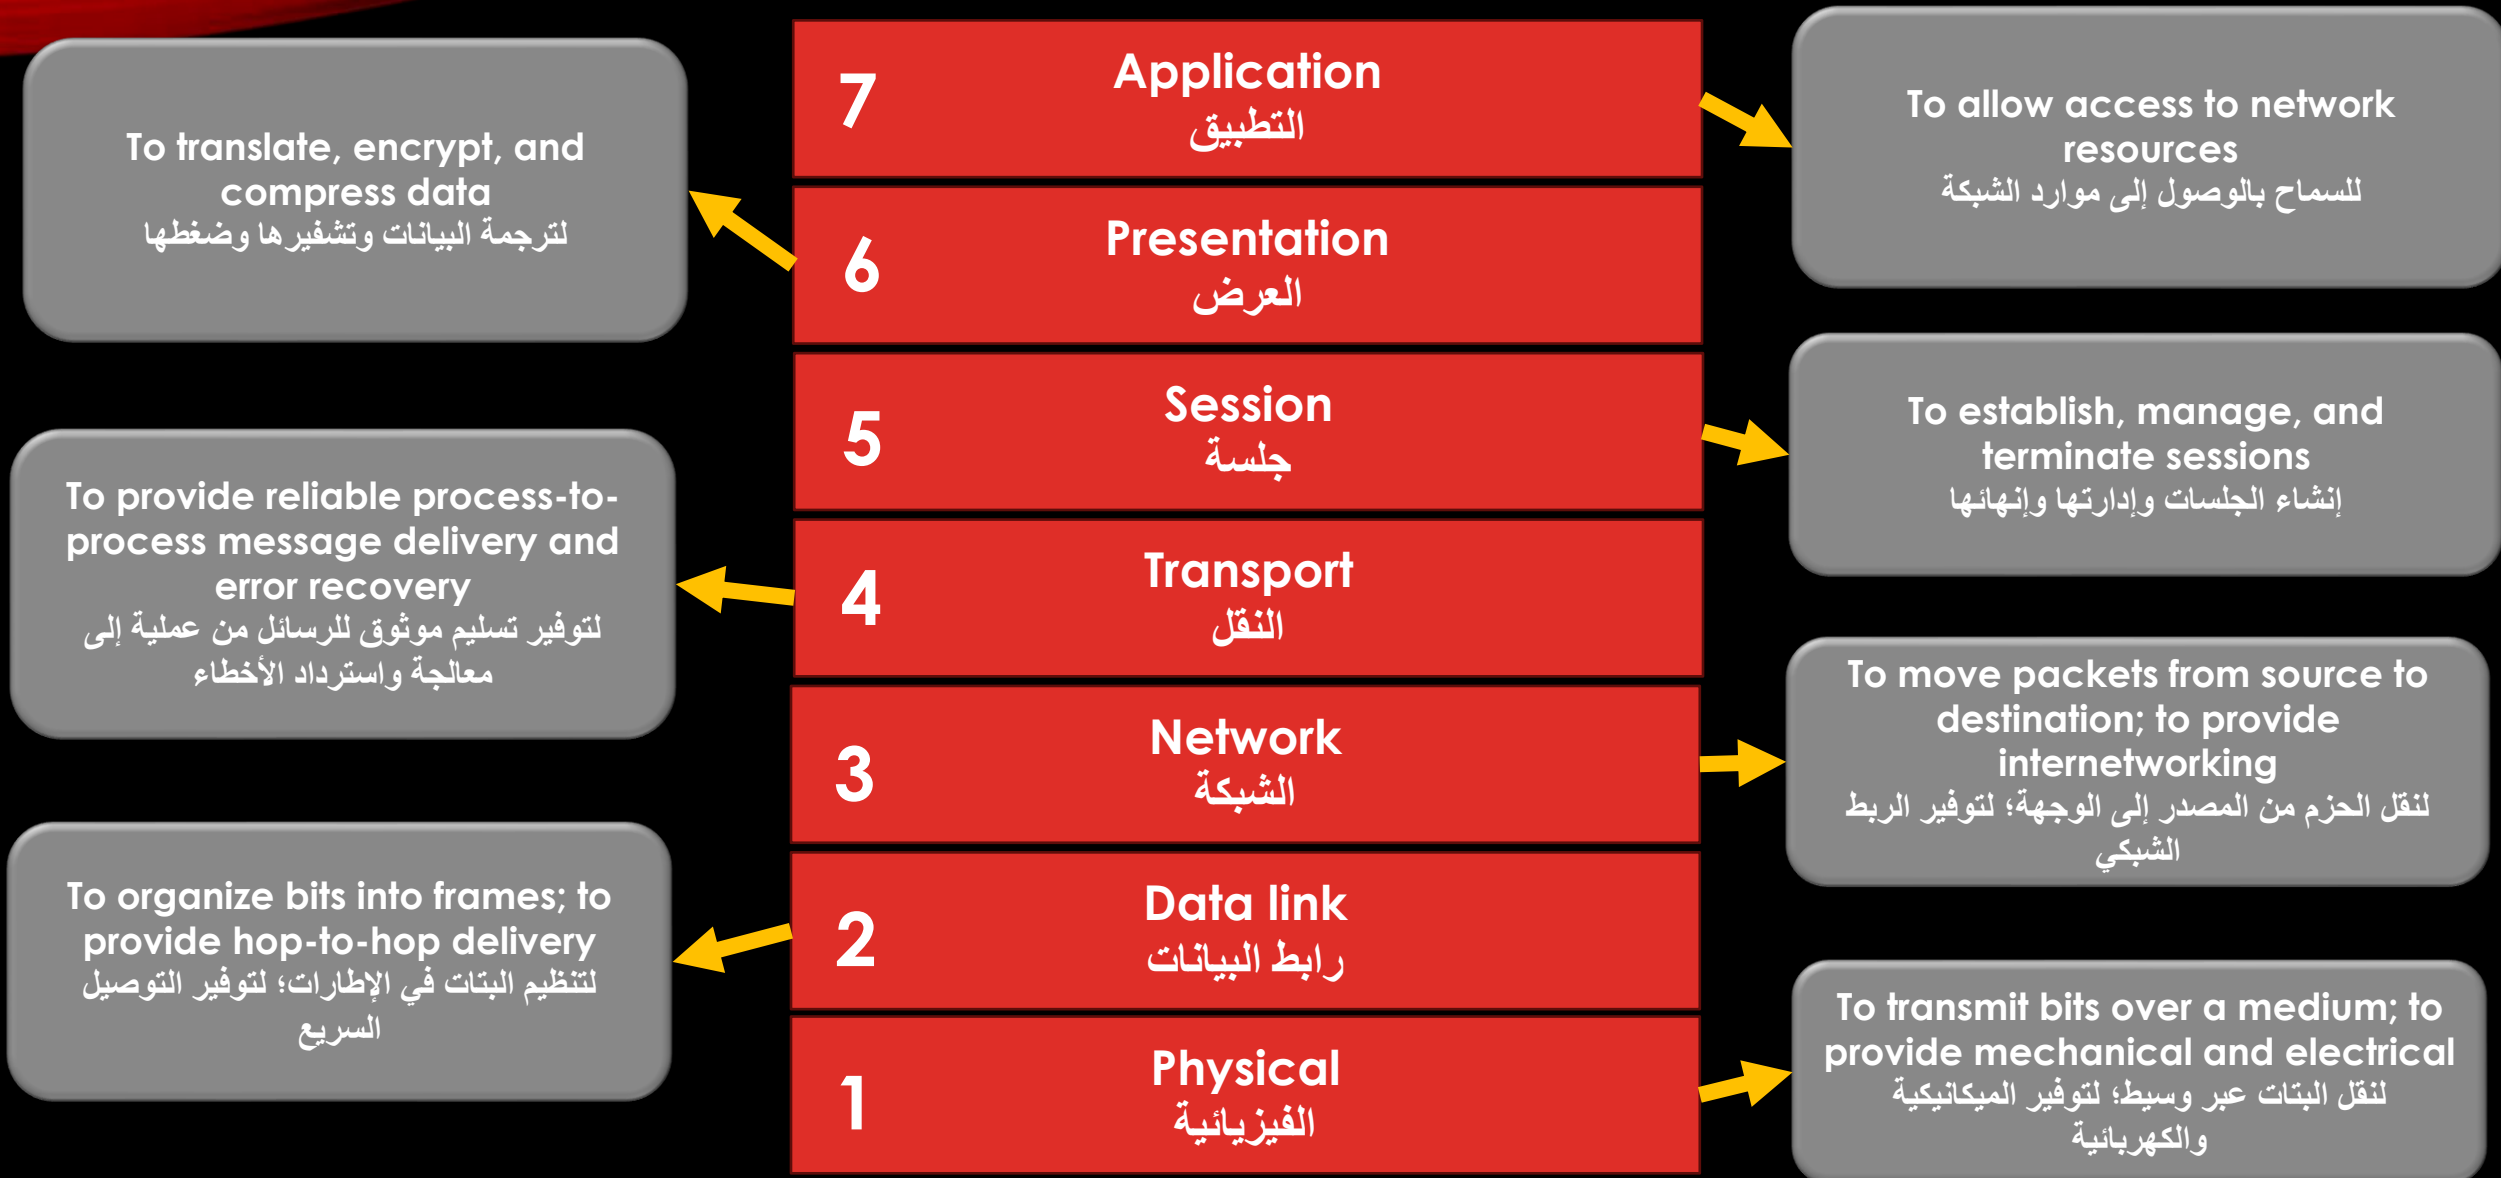 7
Application
التطبيق
To allow access to network
resources
للسماح بالوصول إلى موارد الشبكة
6
Presentation
العرض
To translate, encrypt, and
compress data
لترجمة البيانات وتشفيرها وضغطها
5
Session
جلسة
To establish, manage, and
terminate sessions
إنشاء الجلسات وإدارتها وإنهائها
4
Transport
النقل
To provide reliable process-to-
process message delivery and
error recovery
لتوفير تسليم موثوق للرسائل من عملية إلى
معالجة واسترداد الأخطاء
3
Network
الشبكة
To move packets from source to
destination; to provide
internetworking
لنقل الحزم من المصدر إلى الوجهة؛ لتوفير الربط
الشبكي
2
Data link
رابط البيانات
To organize bits into frames; to
provide hop-to-hop delivery
لتنظيم البتات في الإطارات؛ لتوفير التوصيل
السريع
1
Physical
الفيزيائية
To transmit bits over a medium; to
provide mechanical and electrical
لنقل البتات عبر وسيط؛ لتوفير الميكانيكية
والكهربائية